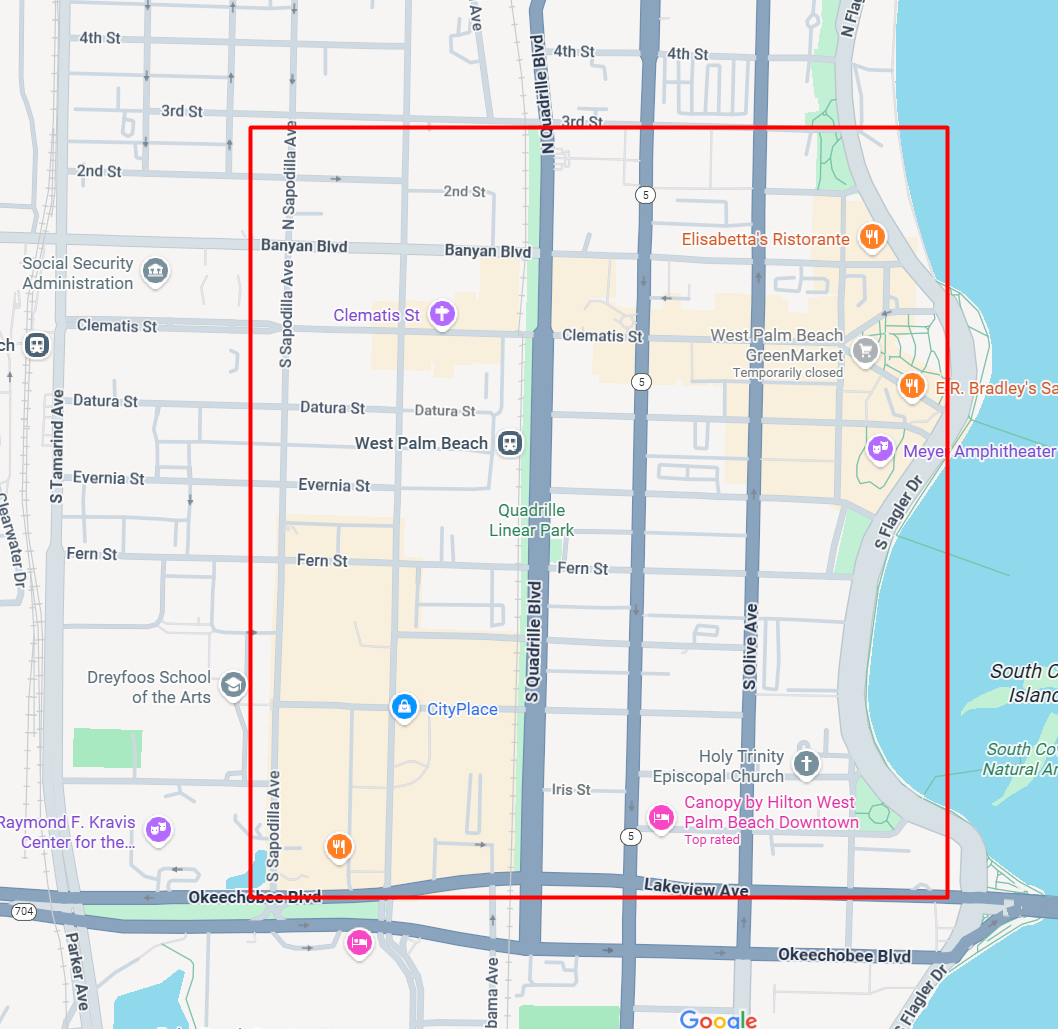 N Flag
Ave
4th St
4th St
4th St
N Quadrille Blvd
3rd St
3rd St
N Sapodilla Ave
2nd St
2nd St
5
Elisabetta's Ristorante
Banyan Blvd
Banyan Blvd
Social Security
Administration
S Sapodilla Ave
Clematis St
Clematis St
Clematis St
West Palm Beach
GreenMarket
Temporarily closed
ch
5
E.R. Bradley's Sa
S Tamarind Ave
Datura St
Datura St
Datura St
West Palm Beach
Meyer Amphitheater
Evernia St
Evernia St
Clearwater Dr
Quadrille
Linear Park
S Flagler Dr
Fern St
Fern St
Fern St
S Quadrille Blvd
S Olive Ave
Dreyfoos School
of the Arts
South C
Island
CityPlace
South Co
Natural Ar
Holy Trinity
Episcopal Church
S Sapodilla Ave
Iris St
Canopy by Hilton West
Palm Beach Downtown
Top rated
Raymond F. Kravis
Center for the...
5
Okeechobee Blvd
Lakeview Ave
704
Parker Ave
bama Ave
Okeechobee Blvd
S Flagler Dr
Google